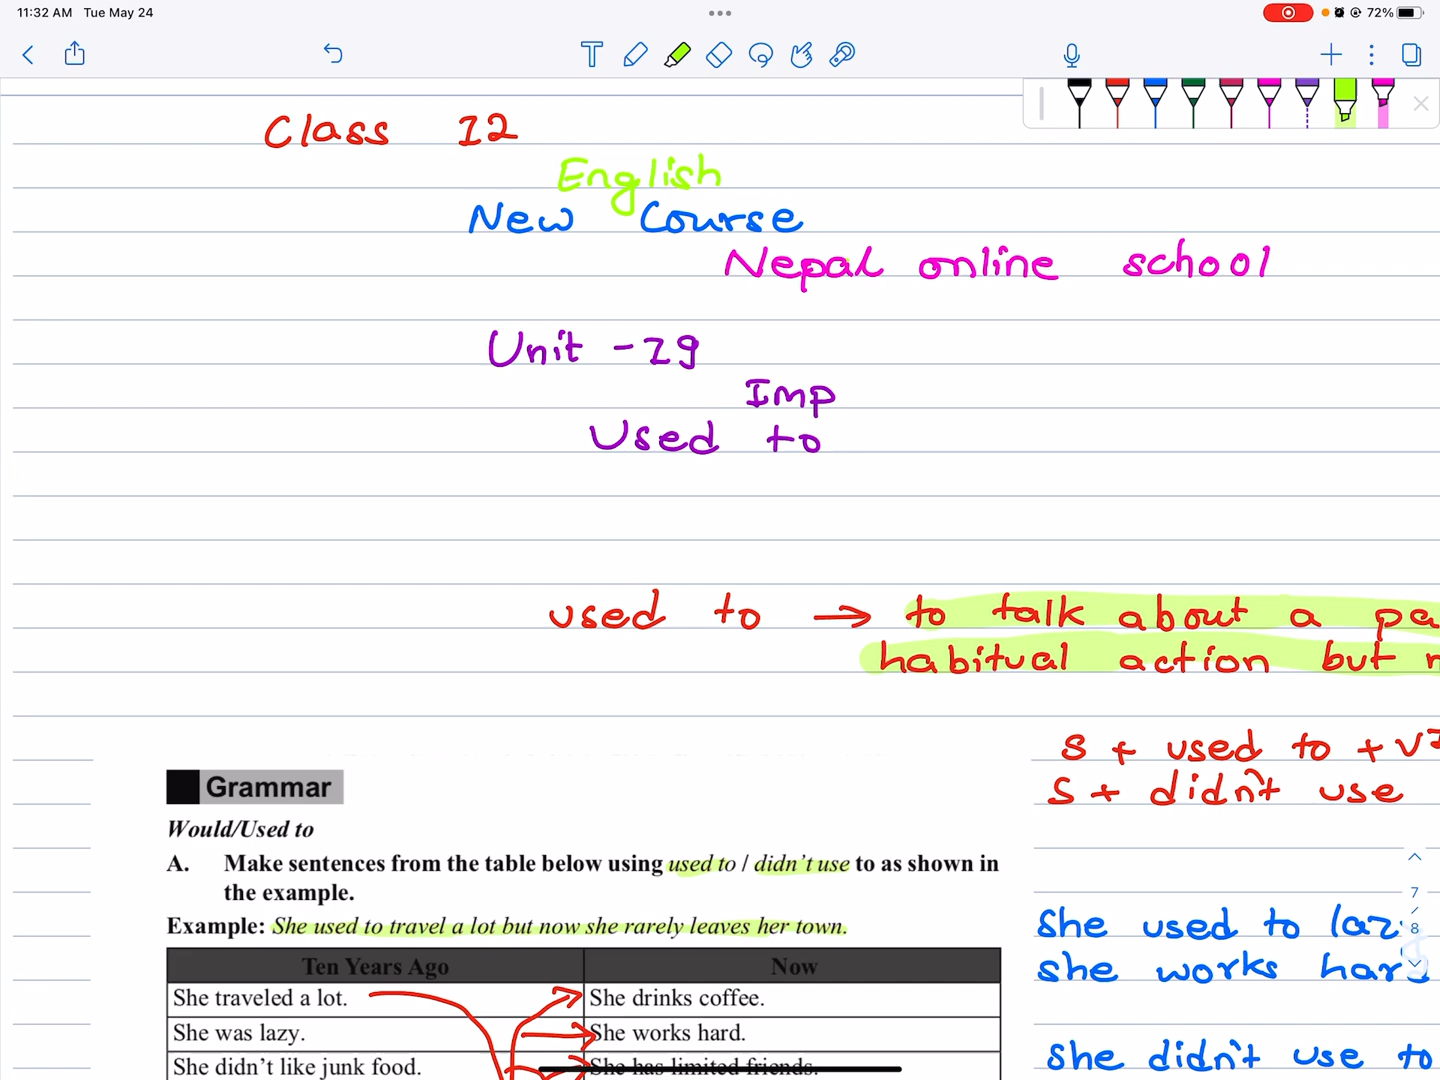 11:32 AM Tue May 24
72%
Class 12
English
New Course
Nepal online school
Unit - 19
Imp
Used to
used to → to talk about a
habitual action but
S + used to + V
S + didn't use
Grammar
Would/Used to
A. Make sentences from the table below using used to / didn't use to as shown in
the example.
Example: She used to travel a lot but now she rarely leaves her town.
Ten Years Ago Now
She traveled a lot. She drinks coffee.
She was lazy. She works hard.
She didn't like junk food. She has limited friends.
She used to
She works
She didn't use to
7
/
8